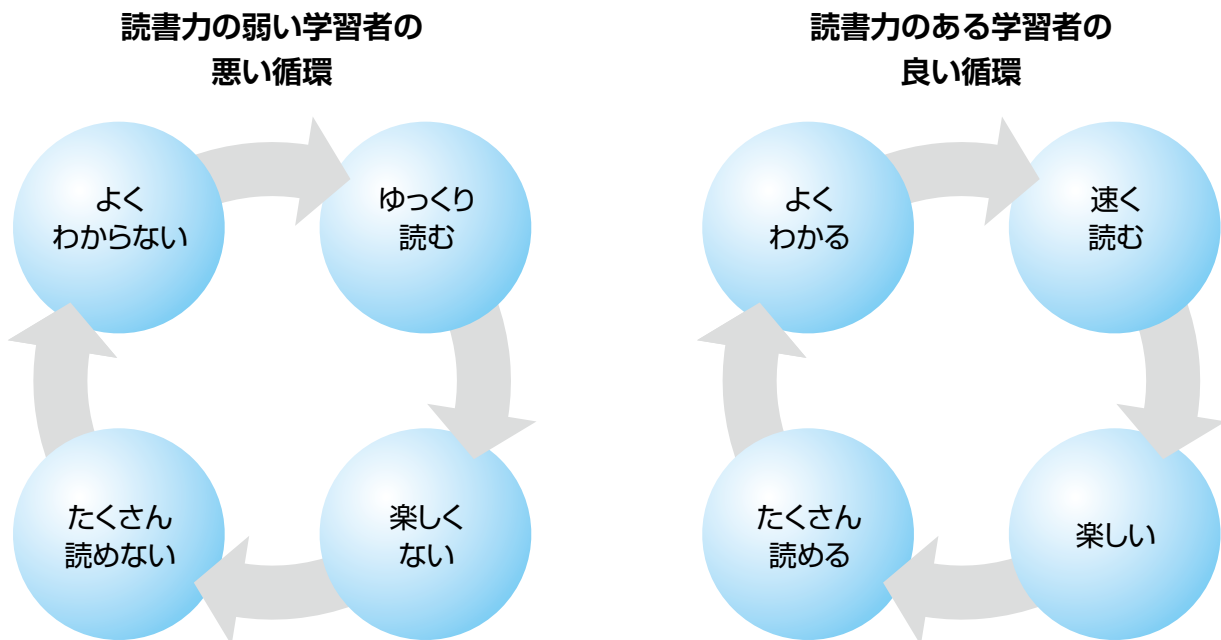 読書力の弱い学習者の
悪い循環
よく
わからない
ゆっくり
読む
楽しく
ない
たくさん
読めない
読書力のある学習者の
良い循環
よく
わかる
速く
読む
楽しい
たくさん
読める